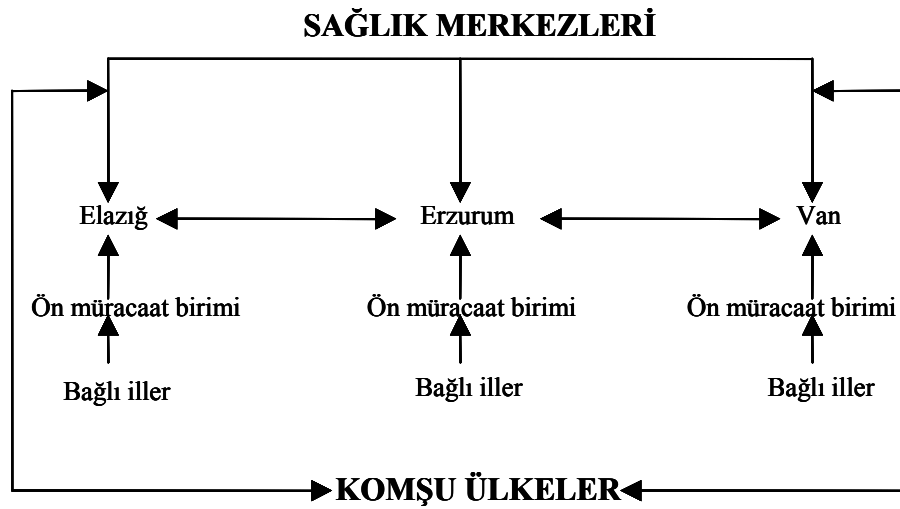 SAĞLIK MERKEZLERİ
Elazığ Erzurum Van
Ön müracaat birimi Ön müracaat birimi Ön müracaat birimi
Bağlı iller Bağlı iller Bağlı iller
KOMŞU ÜLKELER